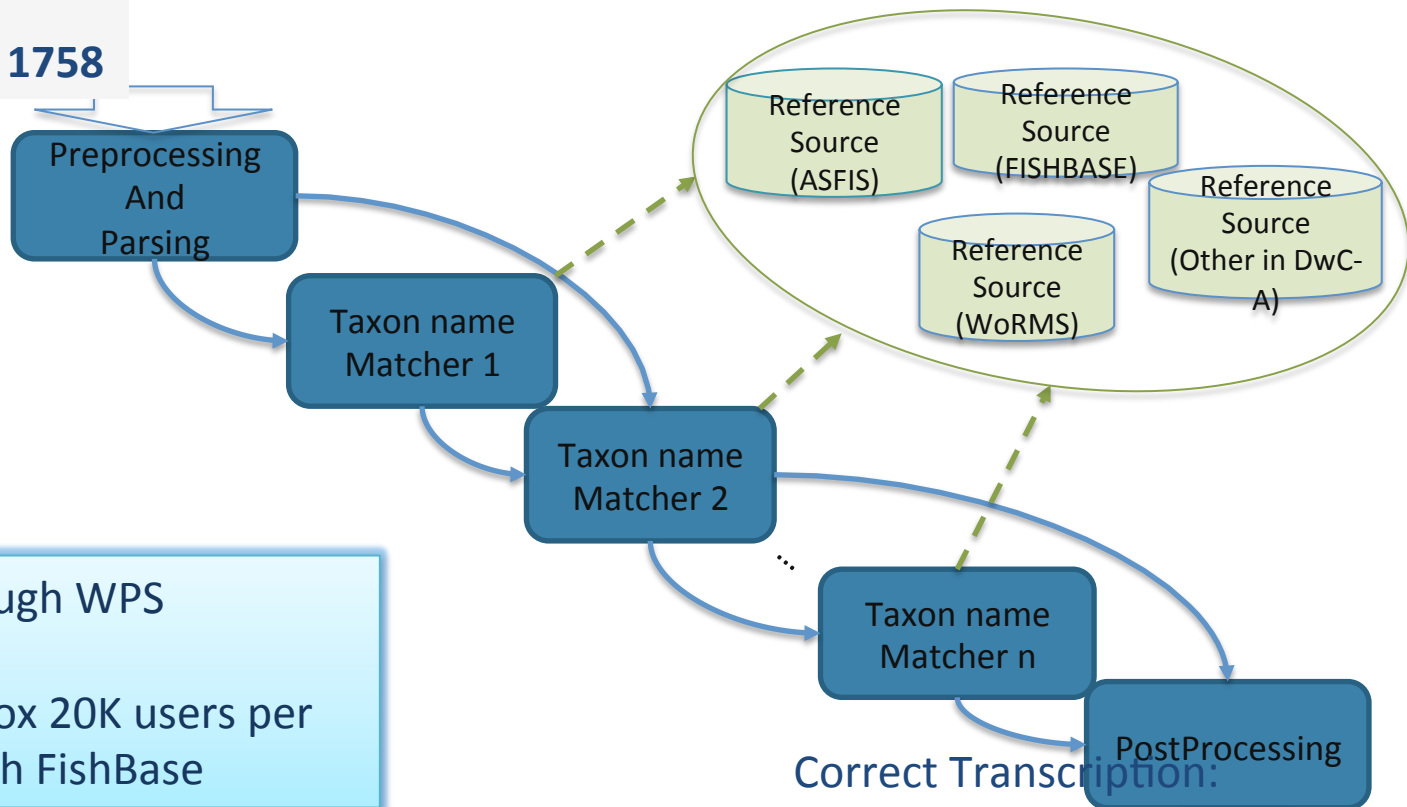 1758
Preprocessing
And
Parsing
Reference
Source
(ASFIS)
Reference
Source
(FISHBASE)
Reference
Source
(Other in DwC-
A)
Reference
Source
(WoRMS)
Taxon name
Matcher 1
Taxon name
Matcher 2
...
Taxon name
Matcher n
PostProcessing
ugh WPS
ox 20K users per
h FishBase
Correct Transcription: